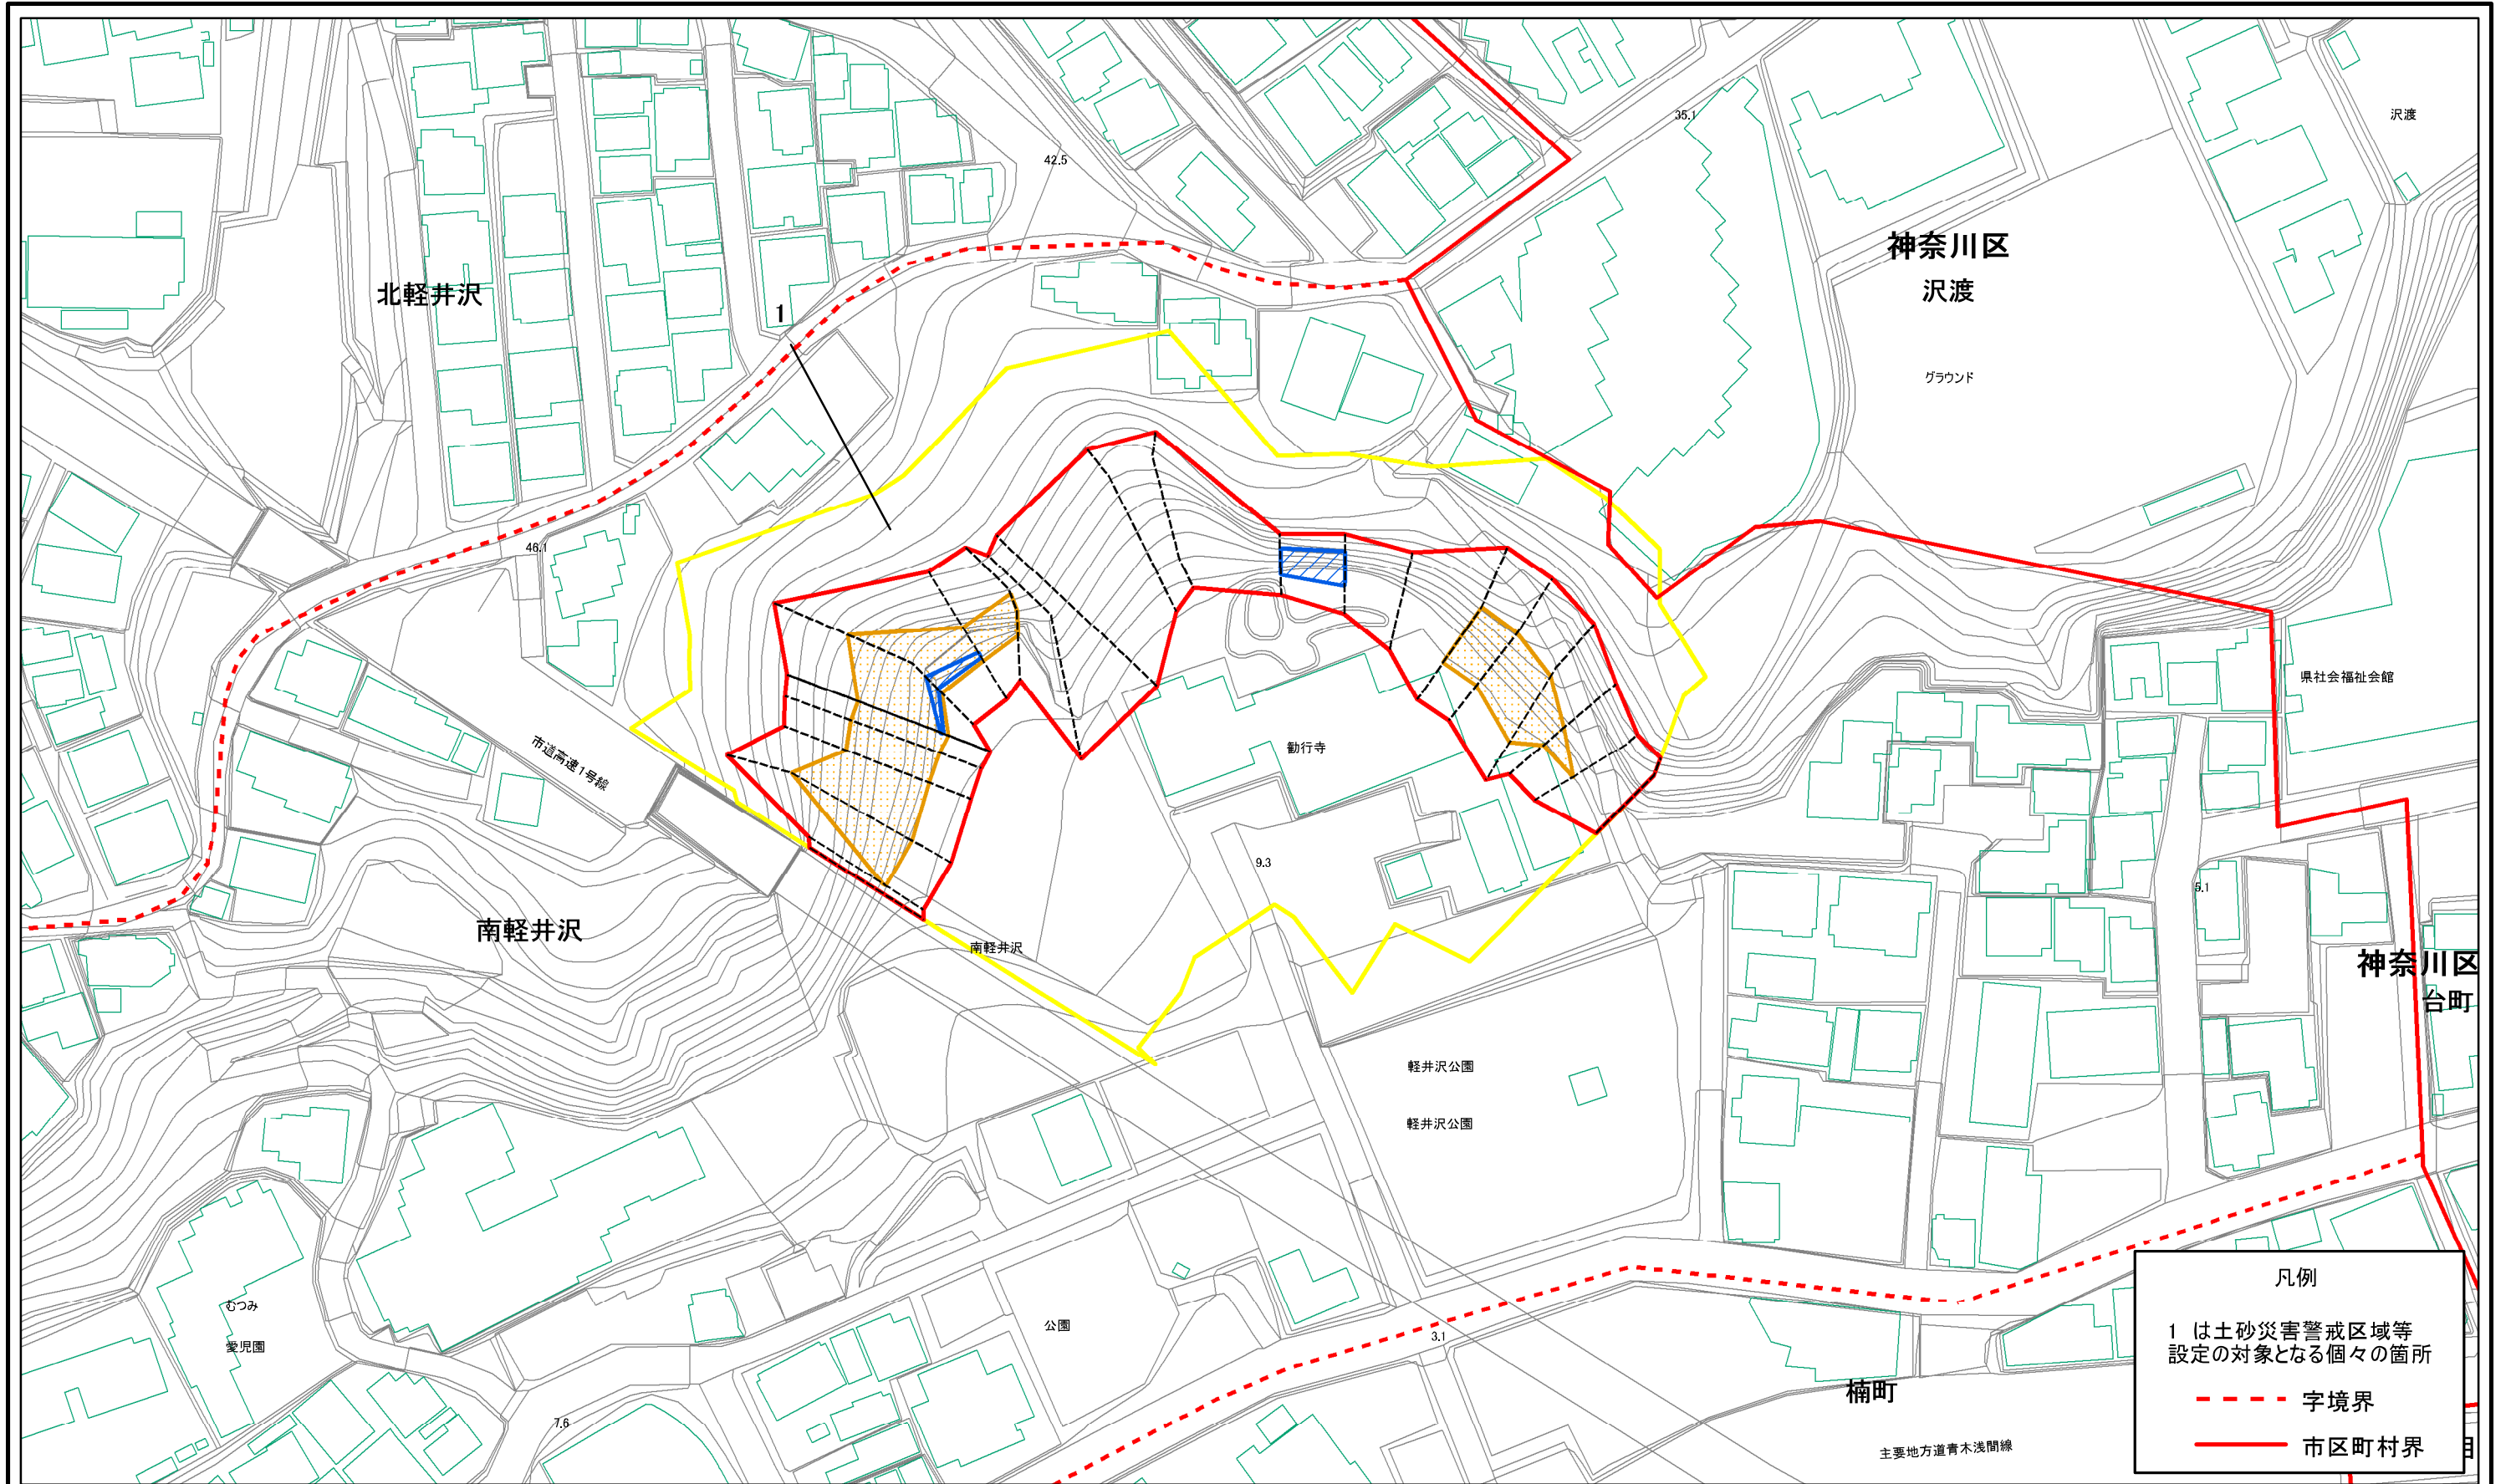 35.1
沢渡
42.5
神奈川区
沢渡
北軽井沢
1
グラウンド
46.1
県社会福祉会館
市道高速1号線
勧行寺
9.3
5.1
南軽井沢
南軽井沢
神奈川区
台町
軽井沢公園
軽井沢公園
むつみ
愛児園
公園
3.1
7.6
楠町
主要地方道青木浅間線
凡例
1 は土砂災害警戒区域等
設定の対象となる個々の箇所
字境界
市区町村界